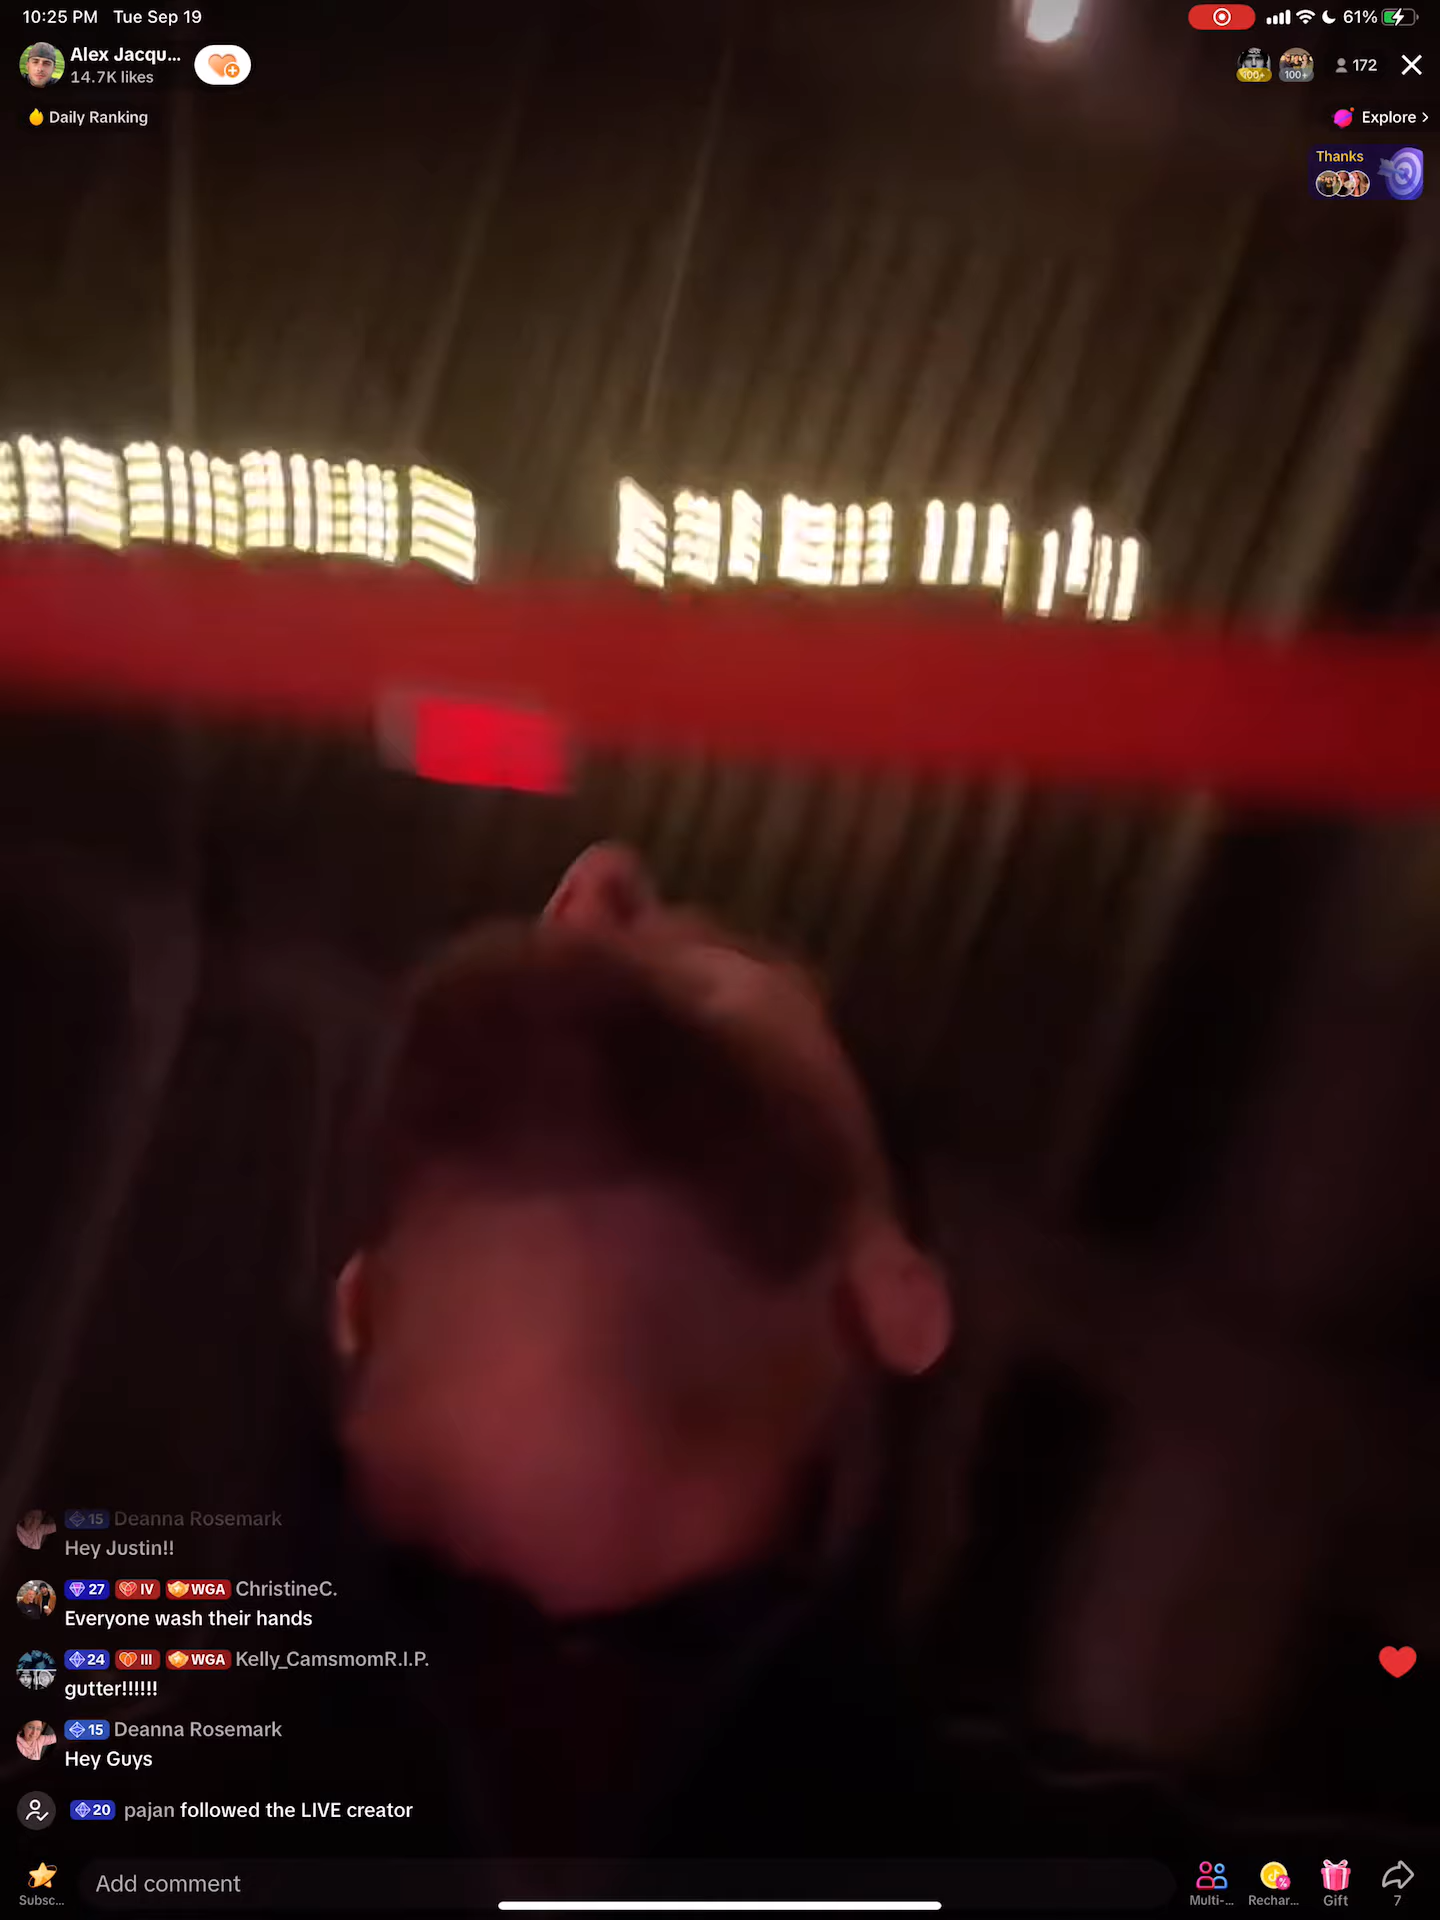 10:25 PM Tue Sep 19
61%
Alex Jacqu...
14.7K likes
100+
100+
172
Daily Ranking
Explore >
Thanks
15 Deanna Rosemark
Hey Justin!!
27 IV WGA ChristineC.
Everyone wash their hands
24 III WGA Kelly_CamsmomR.I.P.
gutter!!!!!!
15 Deanna Rosemark
Hey Guys
20 pajan followed the LIVE creator
Subsc...
Add comment
Multi-...
Rechar...
Gift
7